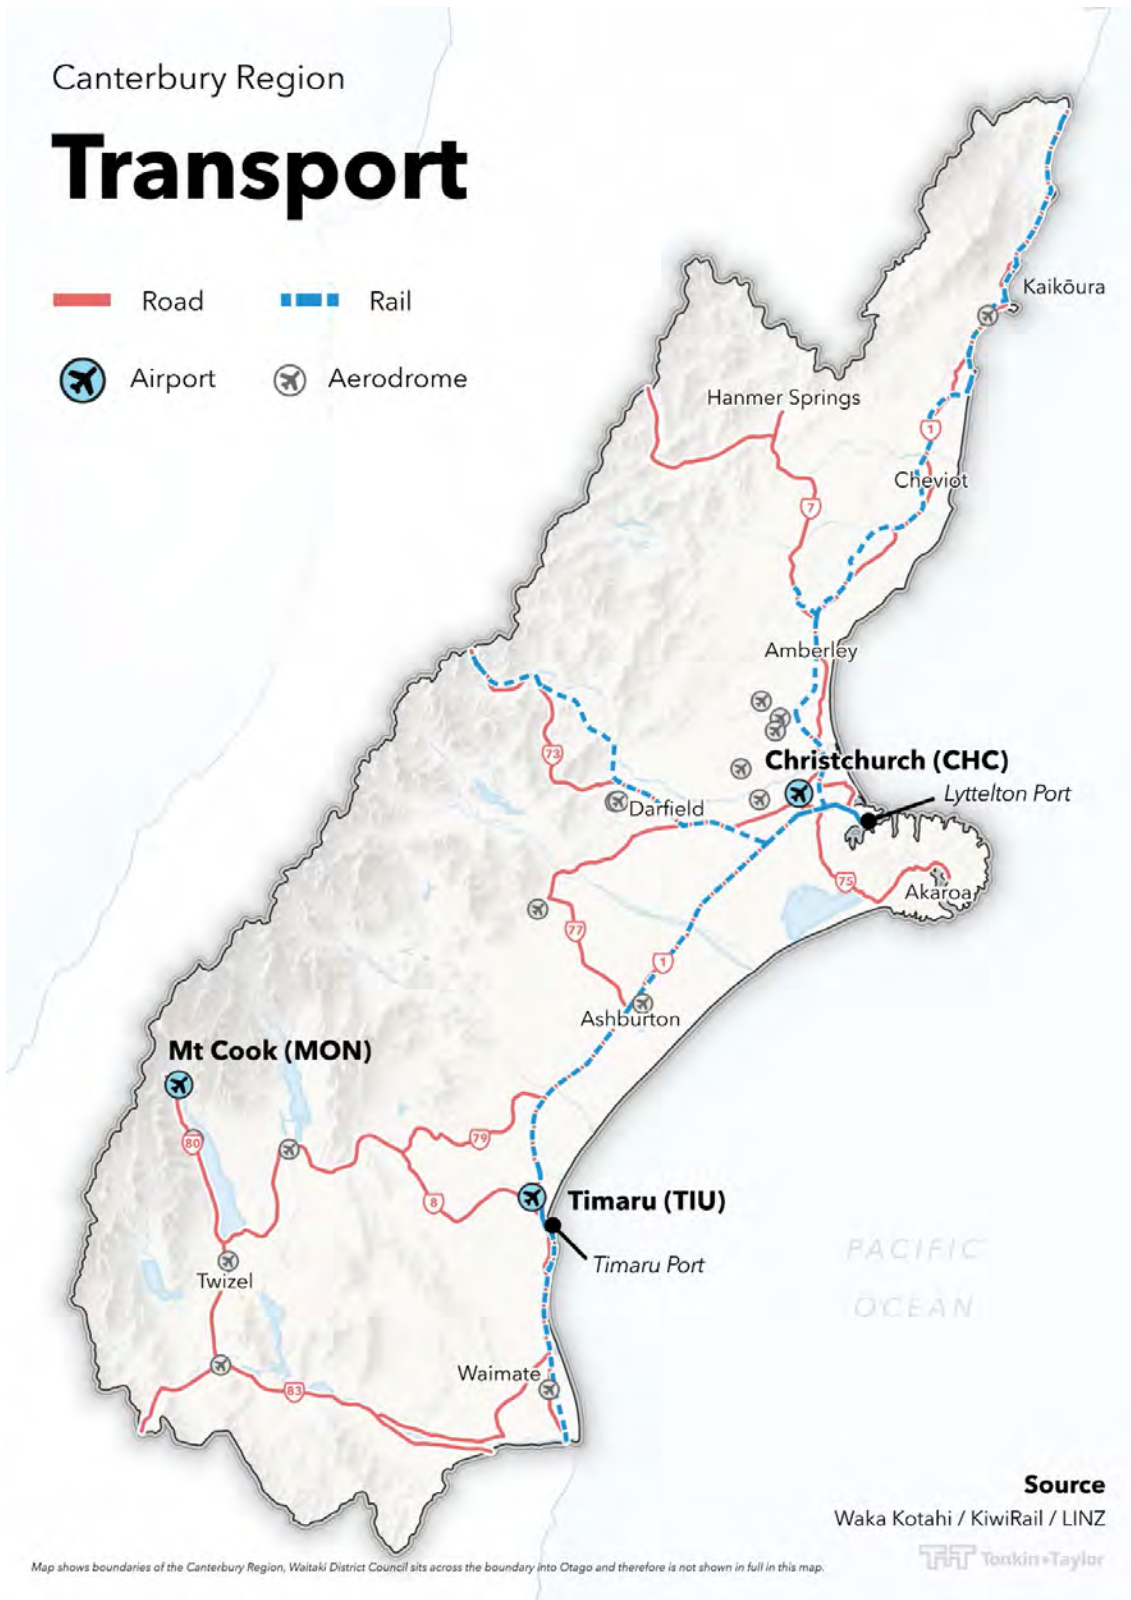 Canterbury Region
Transport
Road
Rail
Airport
Aerodrome
Kaikōura
Hanmer Springs
1
Cheviot
7
Amberley
73
Christchurch (CHC)
Lyttelton Port
Darfield
75
Akaroa
77
1
Ashburton
Mt Cook (MON)
80
79
8
Timaru (TIU)
Timaru Port
PACIFIC
OCEAN
Twizel
Waimate
83
Source
Waka Kotahi / KiwiRail / LINZ
Map shows boundaries of the Canterbury Region, Waitaki District Council sits across the boundary into Otago and therefore is not shown in full in this map.
T+T Tonkin+Taylor